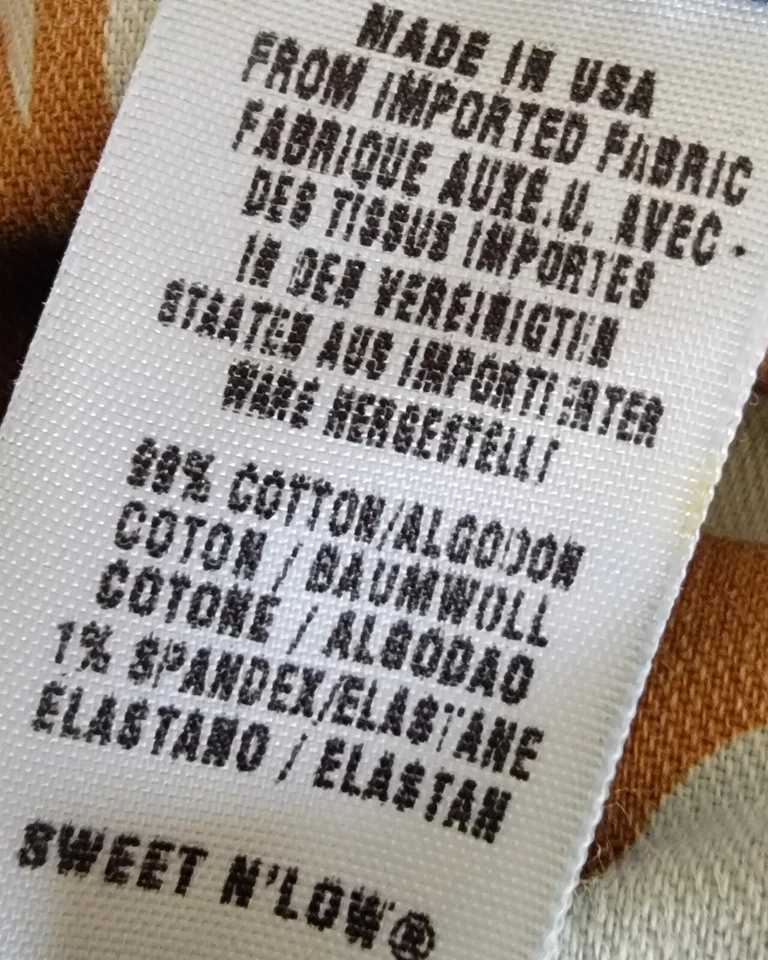 MADE IN USA
FROM IMPORTED FABRIC
FABRIQUE AUXE.U. AVEC -
DES TISSUS IMPORTES
IN DEN VEREINIGTEN
STAATEN AUS IMPORTIERTER
WARE HERGESTELLT
99% COTTON/ALGODON
COTON / BAUMWOLL
COTONE / ALGODAO
1% SPANDEX/ELASTANE
ELASTANO / ELASTAN
SWEET N'LOW®